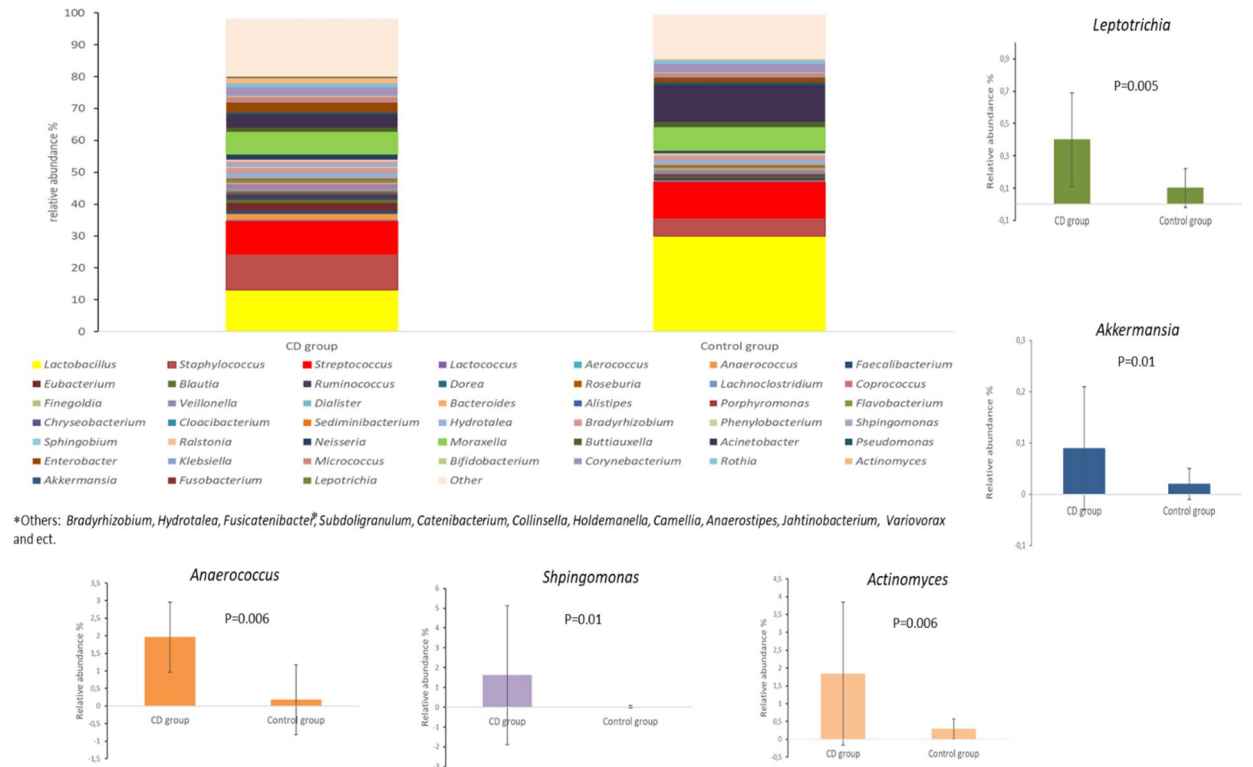 100
90
80
70
60
50
40
30
20
10
0
relative abundance %
CD group
Control group
Lactobacillus Staphylococcus Streptococcus Lactococcus Aerococcus Anaerococcus Faecalibacterium
Eubacterium Blautia Ruminococcus Dorea Roseburia Lachnoclostridium Coprococcus
Finegoldia Veillonella Dialister Bacteroides Alistipes Porphyromonas Flavobacterium
Chryseobacterium Cloacibacterium Sediminibacterium Hydrotalea Bradyrhizobium Phenylobacterium Shpingomonas
Sphingobium Ralstonia Neisseria Moraxella Buttiauxella Acinetobacter Pseudomonas
Enterobacter Klebsiella Micrococcus Bifidobacterium Corynebacterium Rothia Actinomyces
Akkermansia Fusobacterium Lepotrichia Other
*Others: Bradyrhizobium, Hydrotalea, Fusicatenibacter,* Subdoligranulum, Catenibacterium, Collinsella, Holdemanella, Camellia, Anaerostipes, Jahtinobacterium, Variovorax
and ect.
Leptotrichia
P=0.005
Relative abundance %
0,9
0,7
0,5
0,3
0,1
-0,1
CD group
Control group
Akkermansia
P=0.01
Relative abundance %
0,3
0,2
0,1
0
-0,1
CD group
Control group
Anaerococcus
P=0.006
Relative abundance %
3,5
3
2,5
2
1,5
1
0,5
0
-0,5
-1
-1,5
CD group
Control group
Shpingomonas
P=0.01
Relative abundance %
6
5
4
3
2
1
0
-1
-2
-3
CD group
Control group
Actinomyces
P=0.006
Relative abundance %
4,5
4
3,5
3
2,5
2
1,5
1
0,5
0
-0,5
CD group
Control group